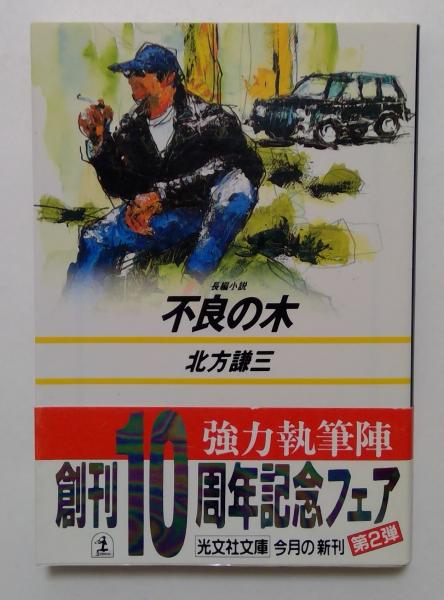 長編小説
不良の木
北方謙三
強力執筆陣
創刊10周年記念フェア
光文社文庫 今月の新刊 第2弾